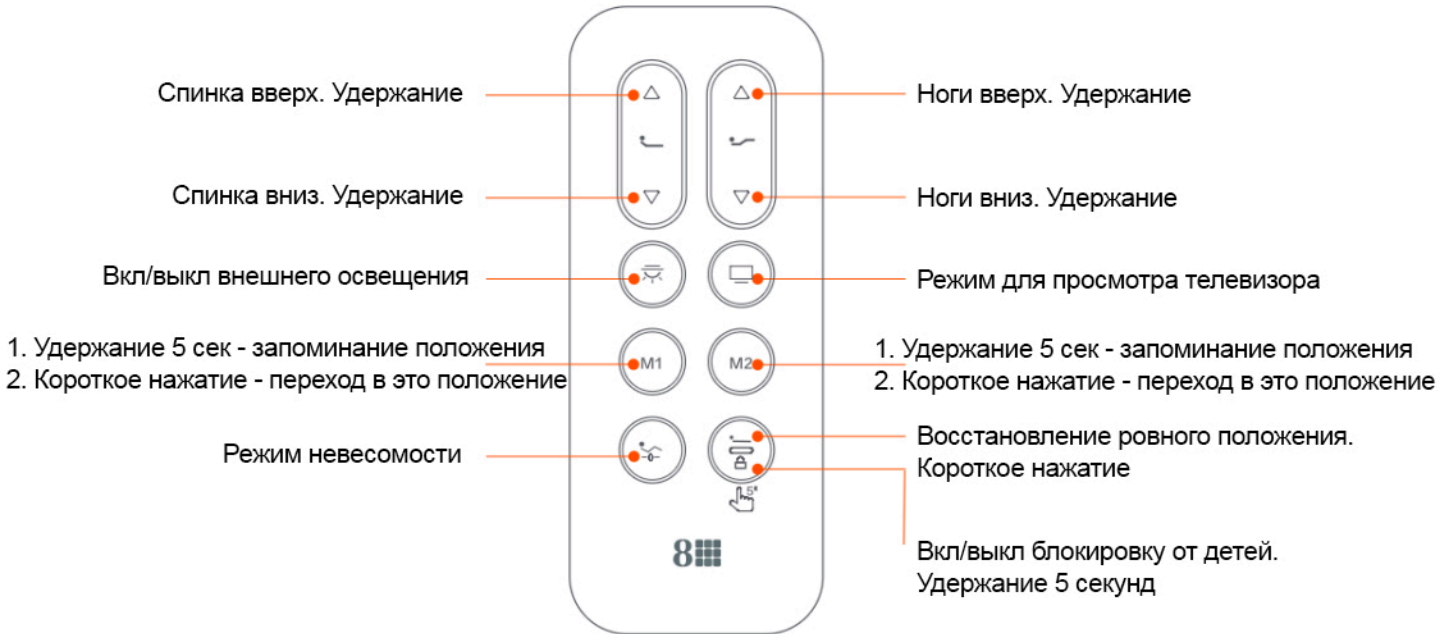 Спинка вверх. Удержание
Ноги вверх. Удержание
Спинка вниз. Удержание
Ноги вниз. Удержание
Вкл/выкл внешнего освещения
Режим для просмотра телевизора
1. Удержание 5 сек - запоминание положения
2. Короткое нажатие - переход в это положение
M1
M2
1. Удержание 5 сек - запоминание положения
2. Короткое нажатие - переход в это положение
Режим невесомости
Восстановление ровного положения.
Короткое нажатие
5"
Вкл/выкл блокировку от детей.
Удержание 5 секунд
8